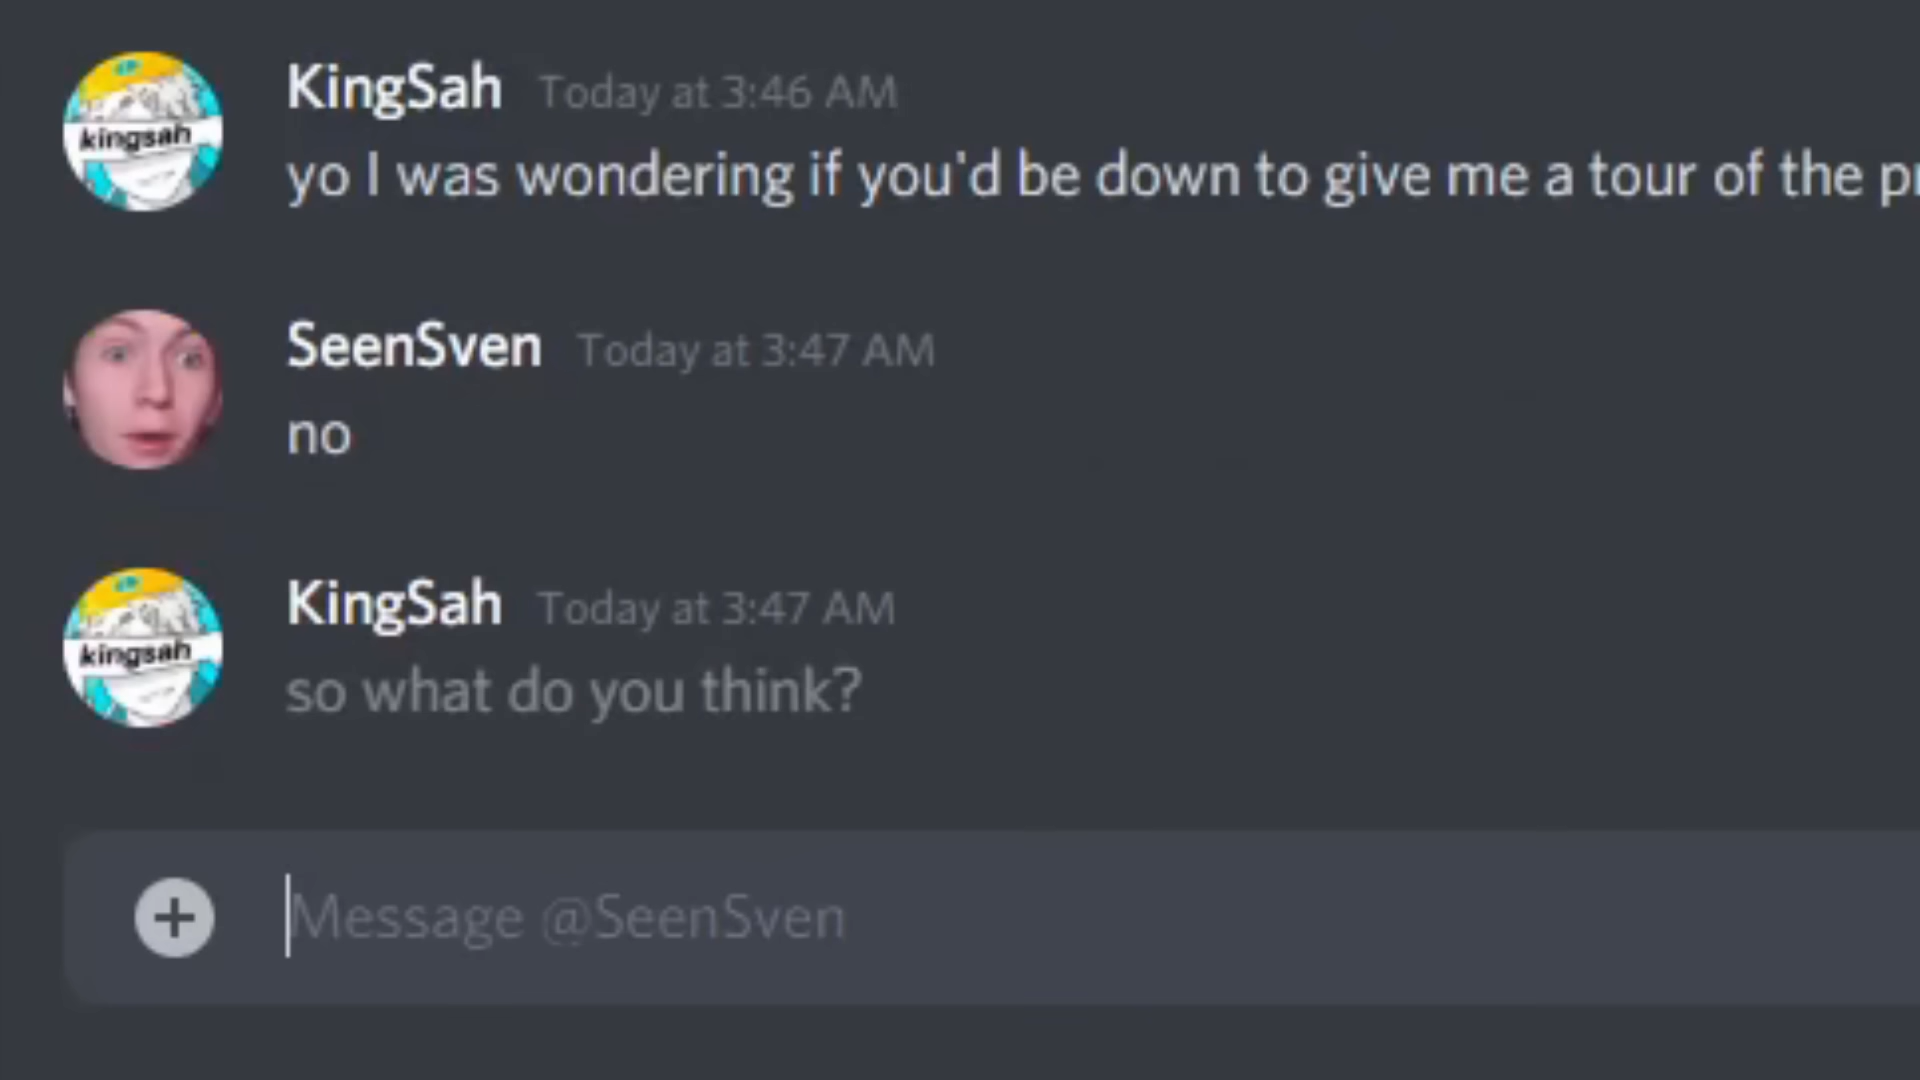 KingSah Today at 3:46 AM
kingsah
yo I was wondering if you'd be down to give me a tour of the
SeenSven Today at 3:47 AM
no
KingSah Today at 3:47 AM
kingsah
so what do you think?
Message @SeenSven